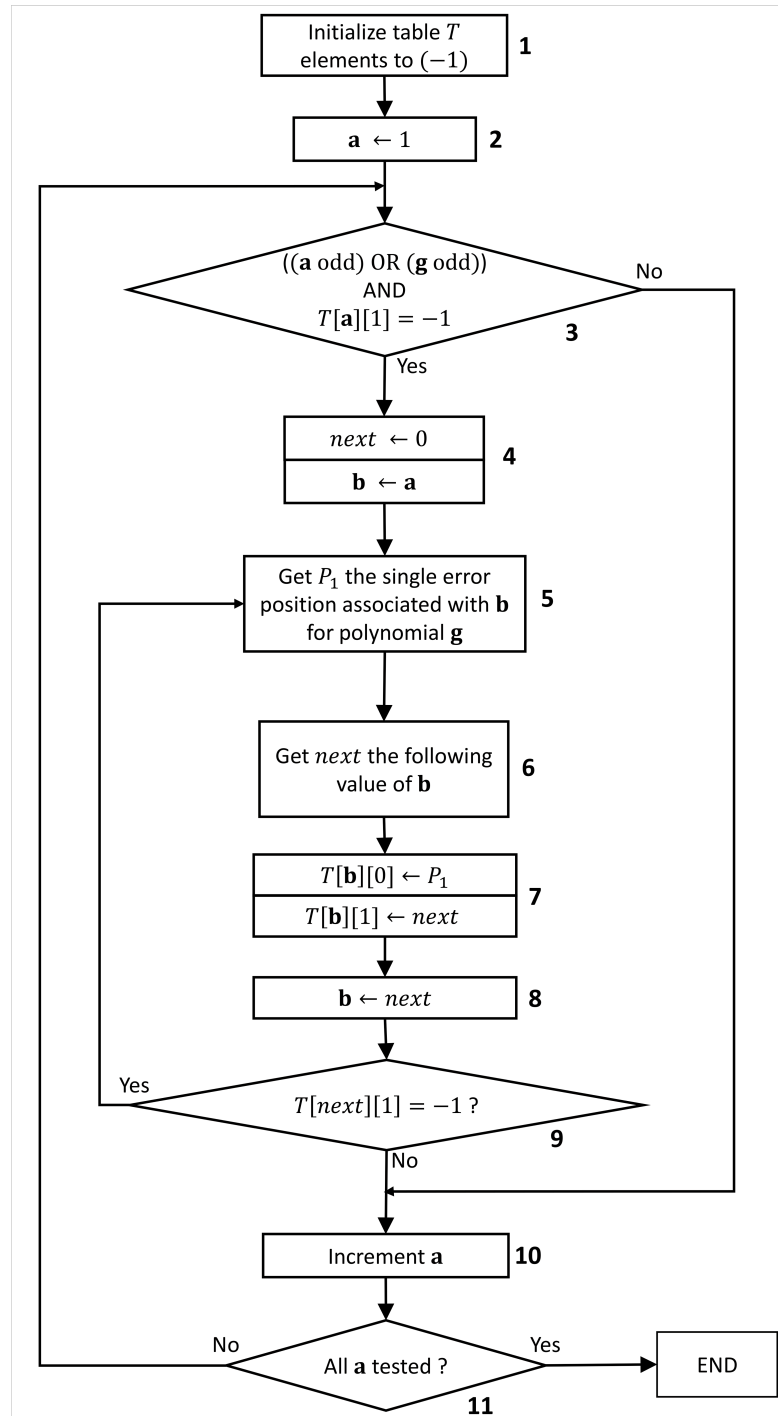 Initialize table T
elements to (−1)
1
a ← 1
2
((a odd) OR (g odd))
AND
T[a][1] = −1
No
3
Yes
next ← 0
b ← a
4
Get P₁ the single error
position associated with b
for polynomial g
5
Get next the following
value of b
6
T[b][0] ← P₁
T[b][1] ← next
7
b ← next
8
Yes
T[next][1] = −1 ?
9
No
Increment a
10
No
All a tested ?
Yes
END
11